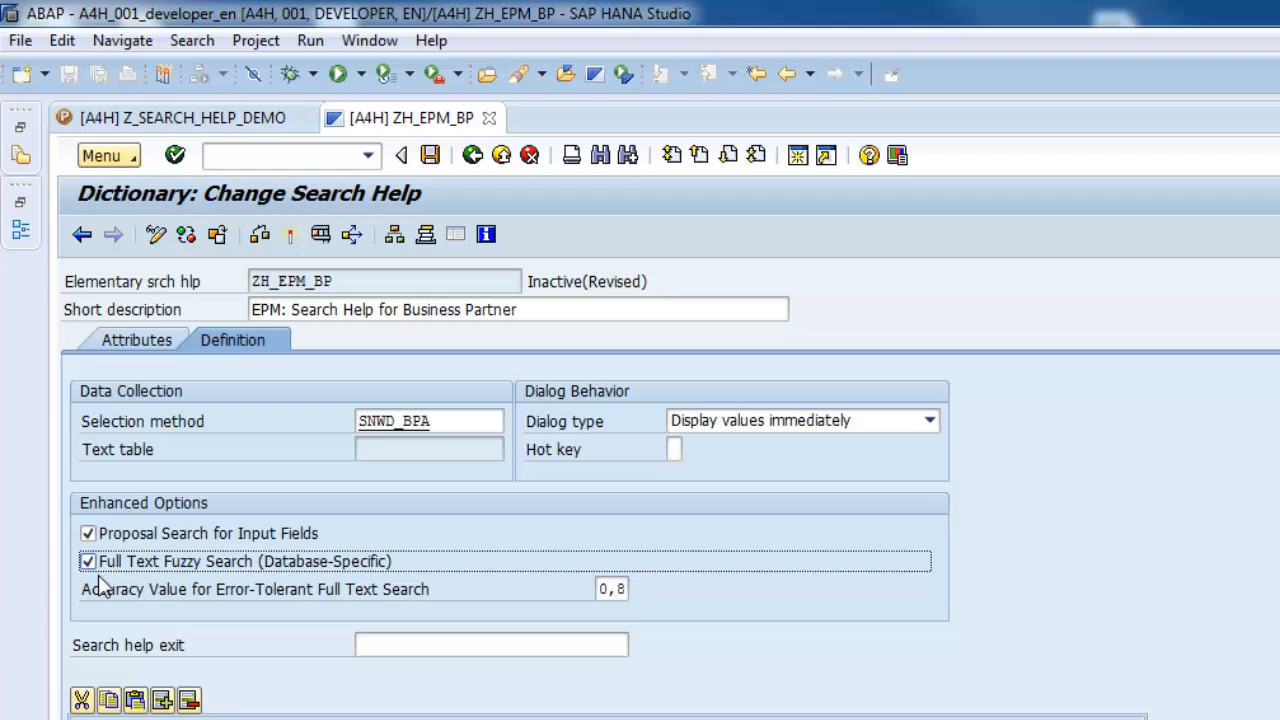 ABAP - A4H_001_developer_en [A4H, 001, DEVELOPER, EN]/[A4H] ZH_EPM_BP - SAP HANA Studio
File Edit Navigate Search Project Run Window Help
[A4H] Z_SEARCH_HELP_DEMO [A4H] ZH_EPM_BP
Menu
Dictionary: Change Search Help
Elementary srch hlp ZH_EPM_BP Inactive(Revised)
Short description EPM: Search Help for Business Partner
Attributes Definition
Data Collection Dialog Behavior
Selection method SNWD_BPA Dialog type Display values immediately
Text table Hot key
Enhanced Options
Proposal Search for Input Fields
Full Text Fuzzy Search (Database-Specific)
Accuracy Value for Error-Tolerant Full Text Search 0,8
Search help exit